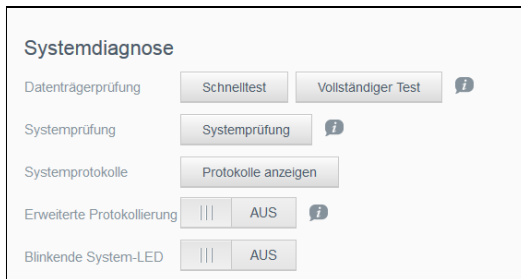 Systemdiagnose
Datenträgerprüfung Schnelltest Vollständiger Test
Systemprüfung Systemprüfung
Systemprotokolle Protokolle anzeigen
Erweiterte Protokollierung AUS
Blinkende System-LED AUS